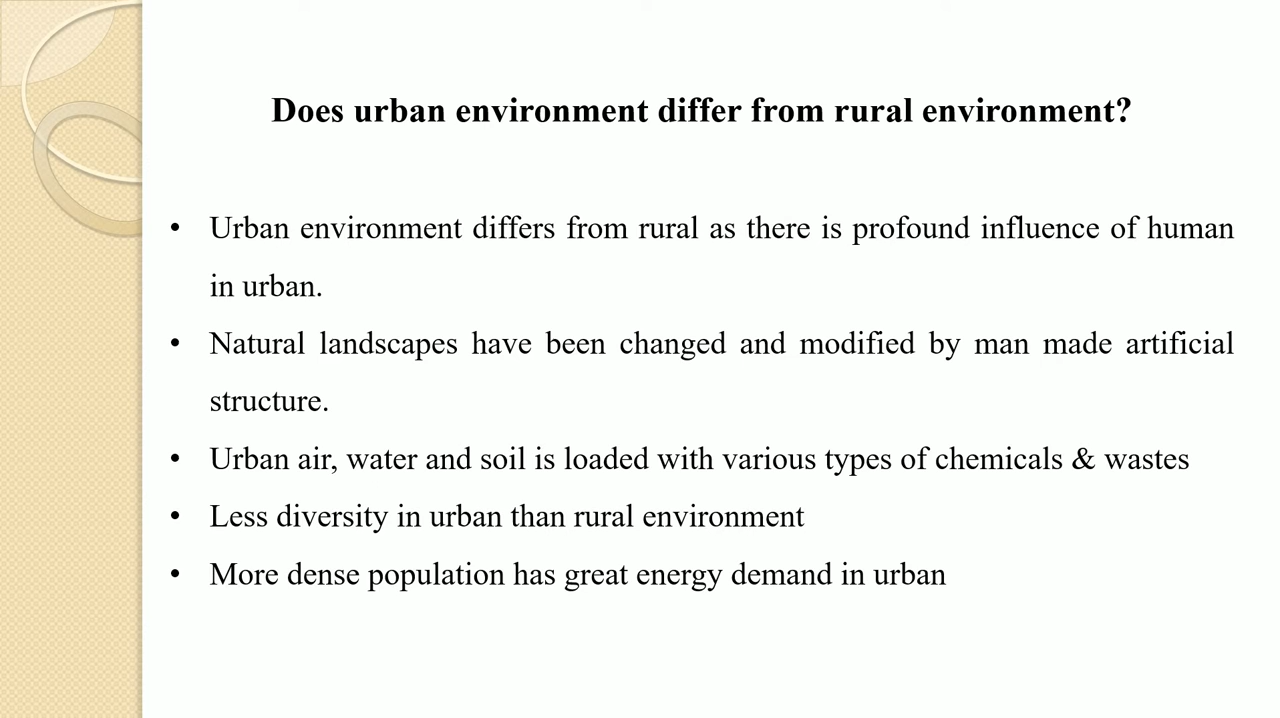 Does urban environment differ from rural environment?
• Urban environment differs from rural as there is profound influence of human
in urban.
• Natural landscapes have been changed and modified by man made artificial
structure.
• Urban air, water and soil is loaded with various types of chemicals & wastes
• Less diversity in urban than rural environment
• More dense population has great energy demand in urban